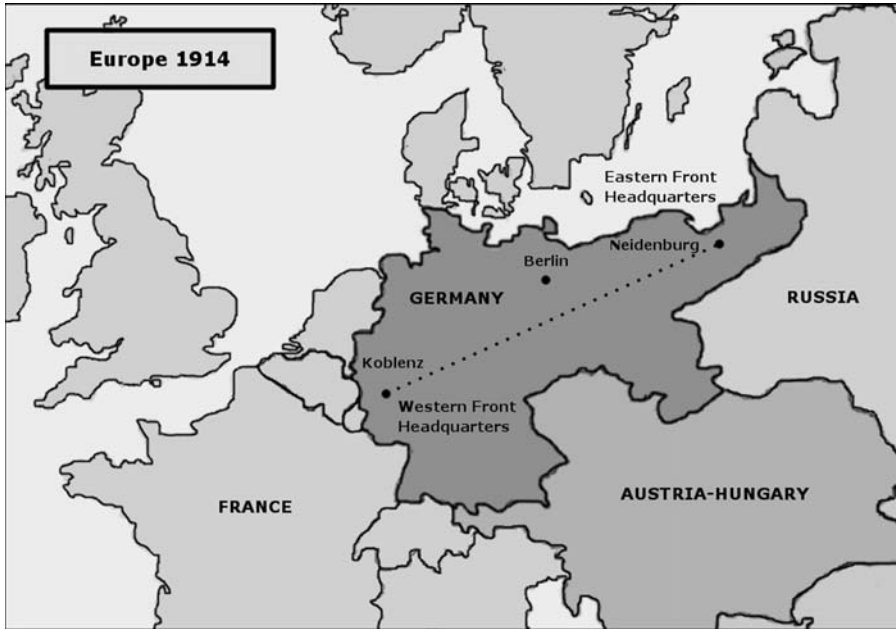 Europe 1914
Eastern Front
Headquarters
Neidenburg
Berlin
GERMANY
RUSSIA
Koblenz
Western Front
Headquarters
FRANCE
AUSTRIA-HUNGARY